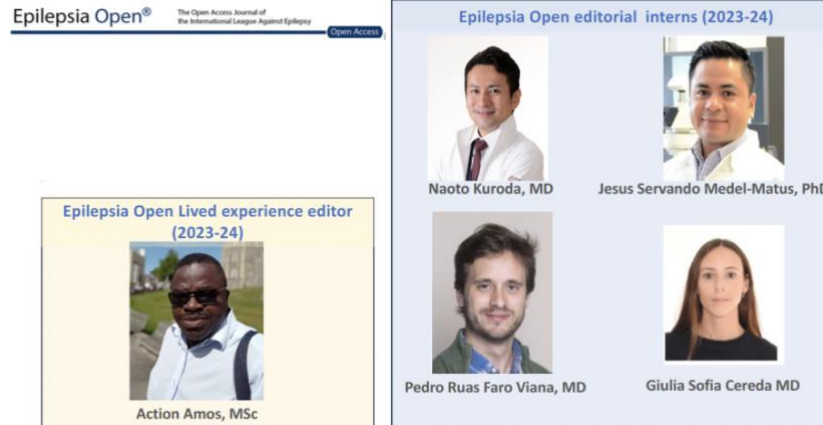 Epilepsia Open®
The Open Access Journal of
the International League Against Epilepsy
Open Access
Epilepsia Open Lived experience editor
(2023-24)
Action Amos, MSc
Epilepsia Open editorial interns (2023-24)
Naoto Kuroda, MD
Jesus Servando Medel-Matus, PhD
Pedro Ruas Faro Viana, MD
Giulia Sofia Cereda MD